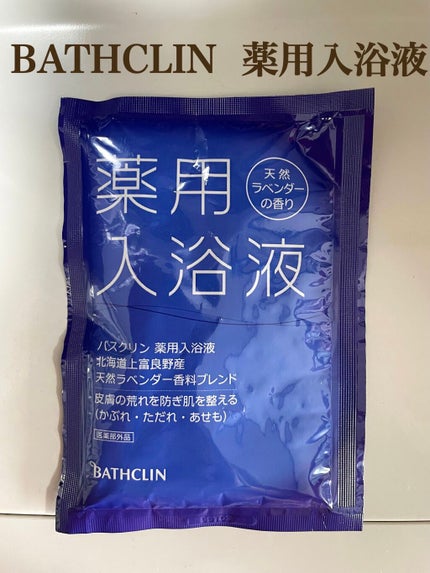 BATHCLIN 薬用入浴液
薬用
入浴液
天然
ラベンダー
の香り
バスクリン 薬用入浴液
北海道上富良野産
天然ラベンダー香料ブレンド
皮膚の荒れを防ぎ肌を整える
(かぶれ・ただれ・あせも)
医薬部外品
BATHCLIN